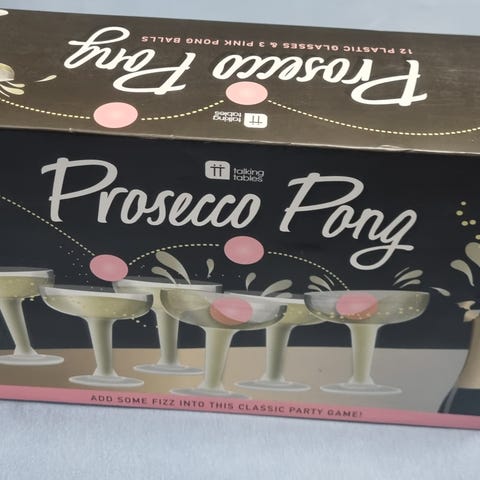 12 PLASTIC GLASSES & 3 PINK PONG BALLS
Prosecco Pong
talking
tables
talking
tables
Prosecco Pong
ADD SOME FIZZ INTO THIS CLASSIC PARTY GAME!